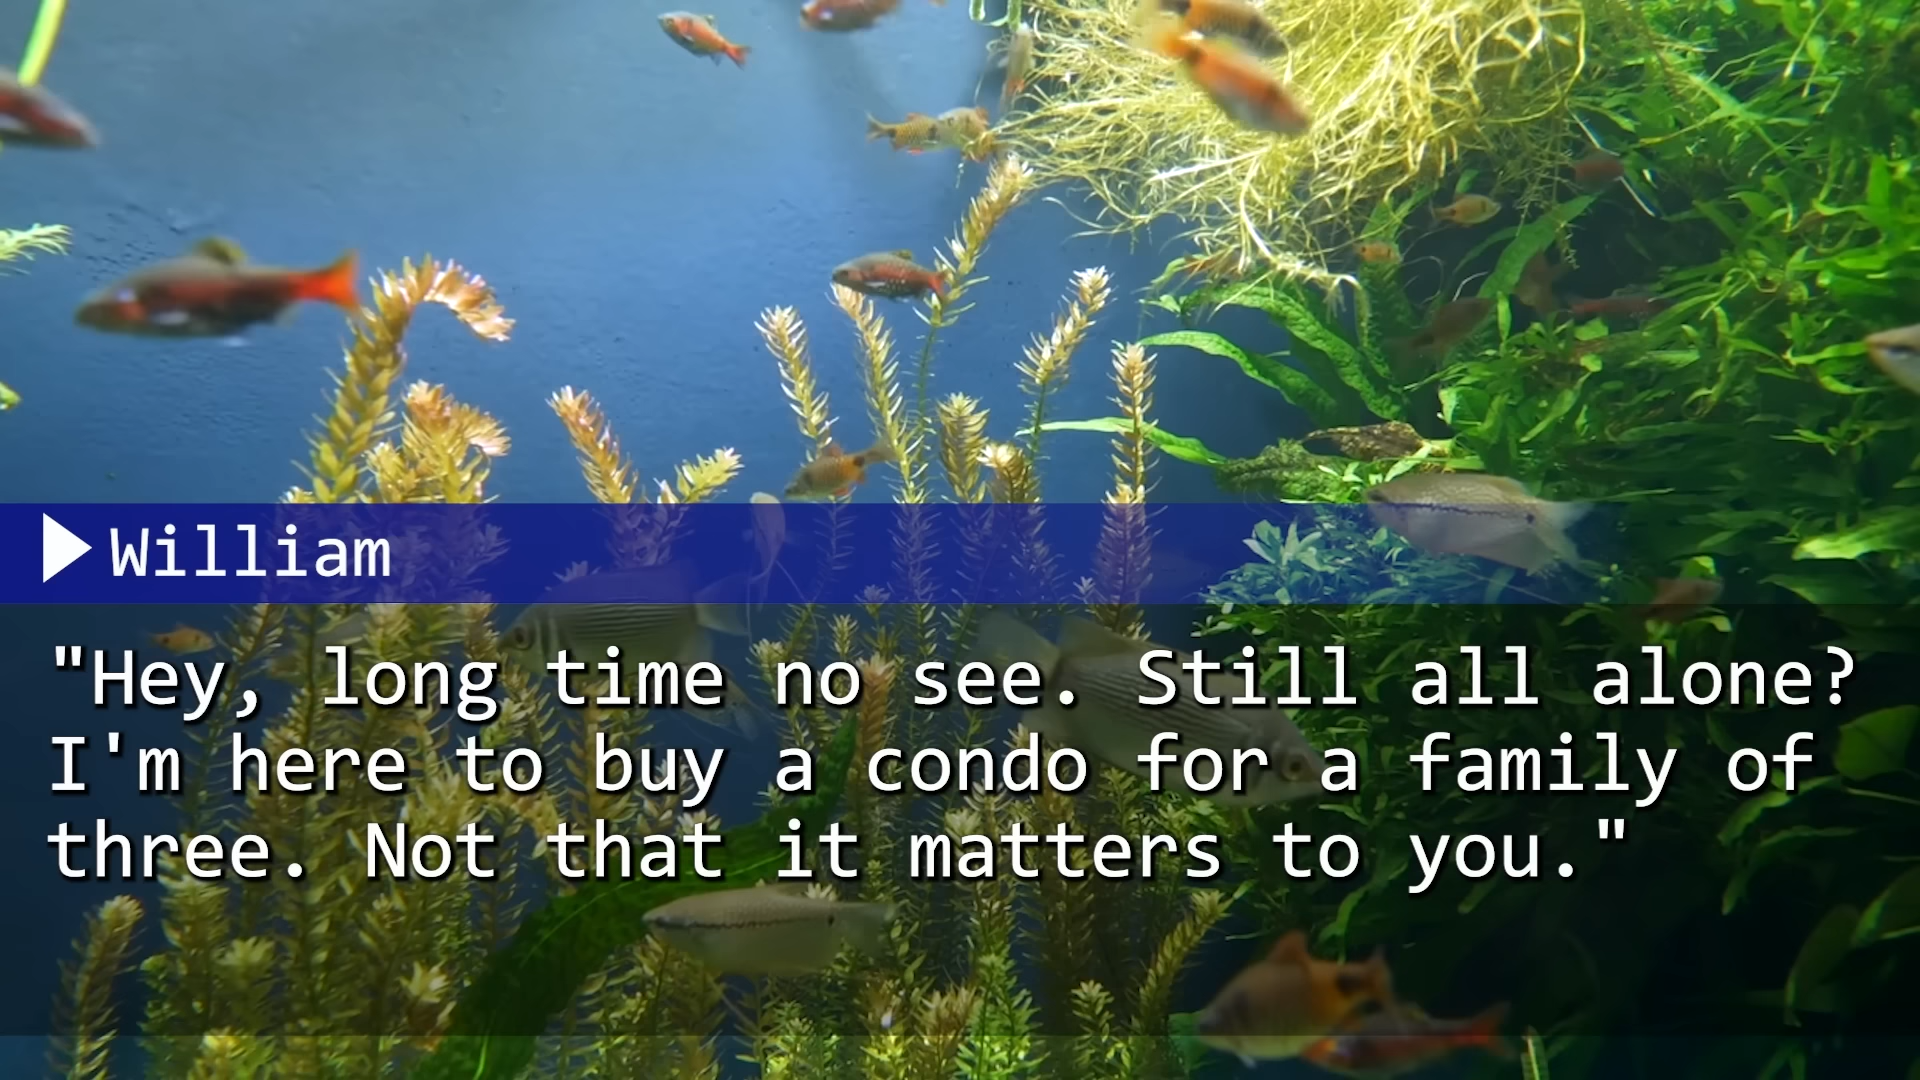 William
"Hey, long time no see. Still all alone?
I'm here to buy a condo for a family of
three. Not that it matters to you."